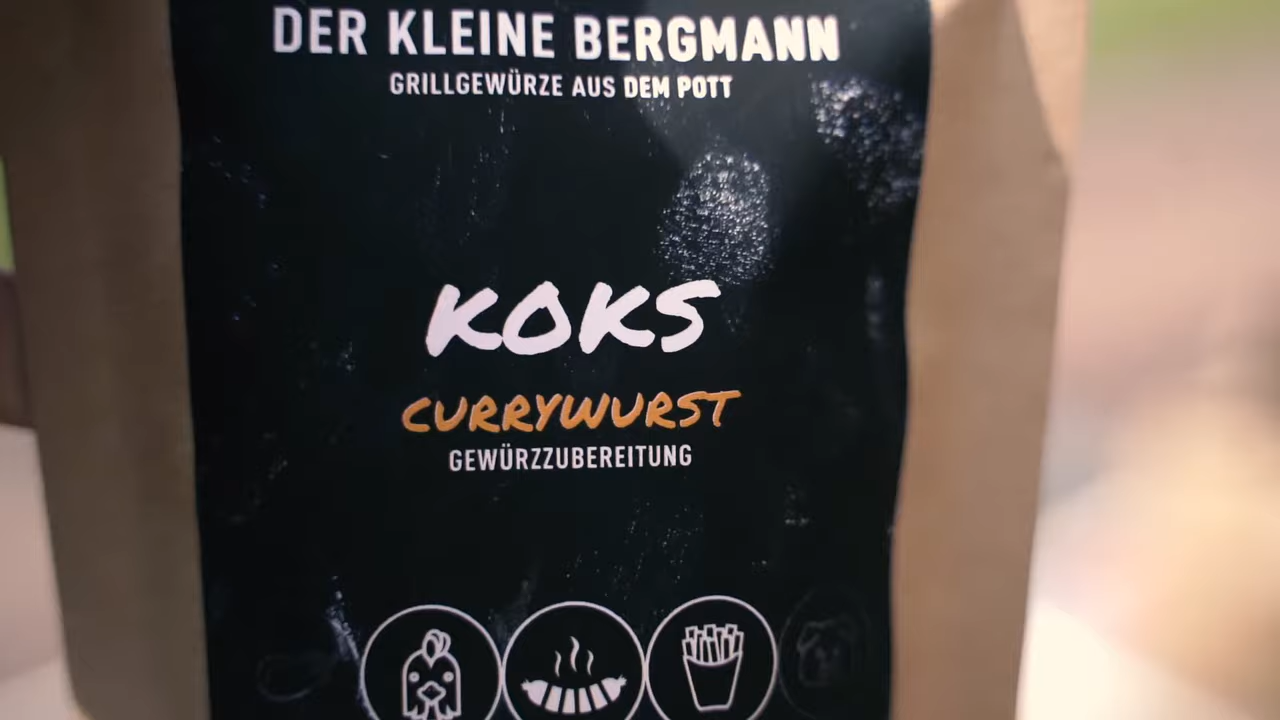 DER KLEINE BERGMANN
GRILLGEWÜRZE AUS DEM POTT
KOKS
CURRYWURST
GEWÜRZZUBEREITUNG